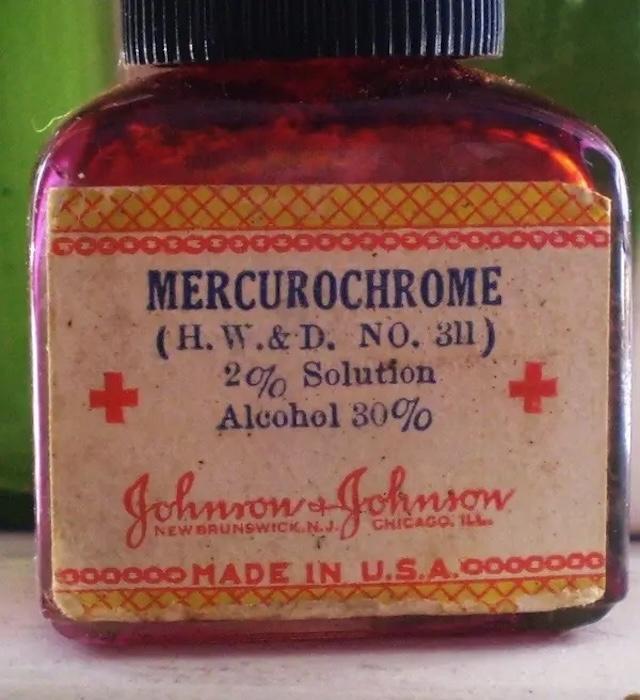 MERCUROCHROME
(H.W.&D. NO. 311)
2% Solution
Alcohol 30%
Johnson & Johnson
NEW BRUNSWICK, N.J. CHICAGO, ILL.
MADE IN U.S.A.